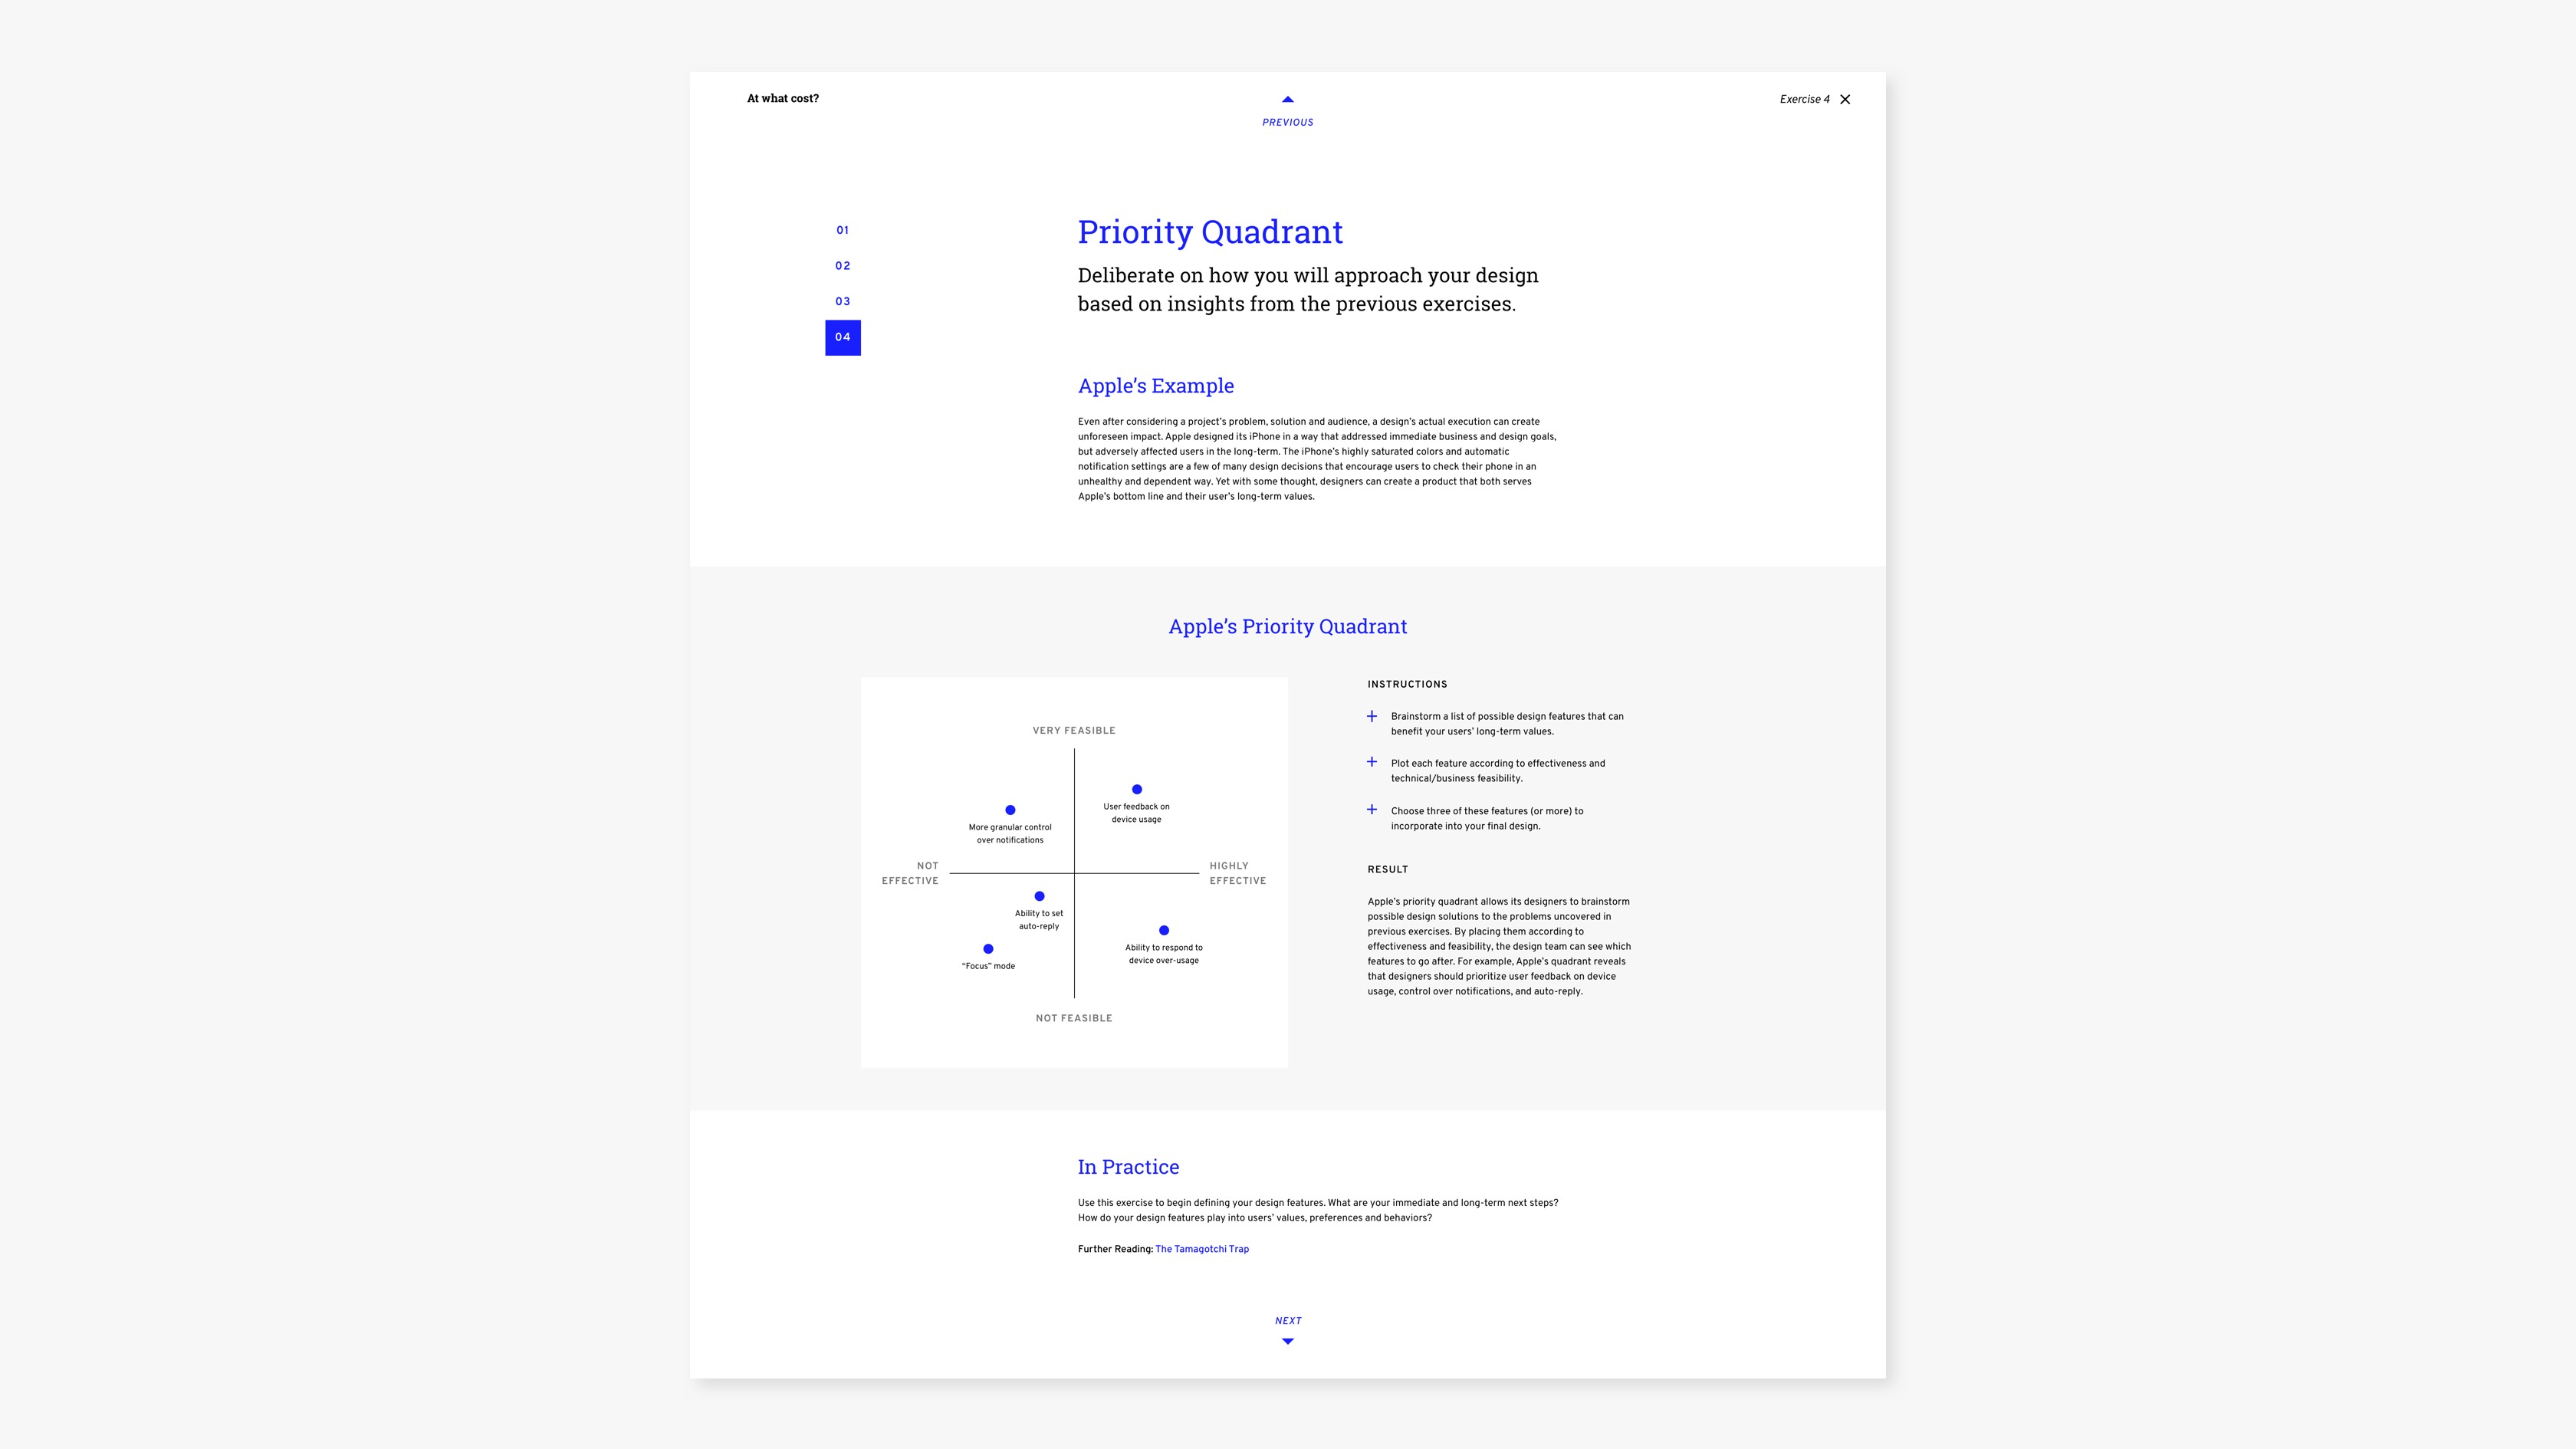 At what cost?
PREVIOUS
Exercise 4
01
02
03
04
Priority Quadrant
Deliberate on how you will approach your design
based on insights from the previous exercises.
Apple’s Example
Even after considering a project’s problem, solution and audience, a design’s actual execution can create
unforeseen impact. Apple designed its iPhone in a way that addressed immediate business and design goals,
but adversely affected users in the long-term. The iPhone’s highly saturated colors and automatic
notification settings are a few of many design decisions that encourage users to check their phone in an
unhealthy and dependent way. Yet with some thought, designers can create a product that both serves
Apple’s bottom line and their user’s long-term values.
Apple’s Priority Quadrant
VERY FEASIBLE
User feedback on
device usage
More granular control
over notifications
NOT
EFFECTIVE
HIGHLY
EFFECTIVE
Ability to set
auto-reply
Ability to respond to
device over-usage
“Focus” mode
NOT FEASIBLE
INSTRUCTIONS
Brainstorm a list of possible design features that can
benefit your users’ long-term values.
Plot each feature according to effectiveness and
technical/business feasibility.
Choose three of these features (or more) to
incorporate into your final design.
RESULT
Apple’s priority quadrant allows its designers to brainstorm
possible design solutions to the problems uncovered in
previous exercises. By placing them according to
effectiveness and feasibility, the design team can see which
features to go after. For example, Apple’s quadrant reveals
that designers should prioritize user feedback on device
usage, control over notifications, and auto-reply.
In Practice
Use this exercise to begin defining your design features. What are your immediate and long-term next steps?
How do your design features play into users’ values, preferences and behaviors?
Further Reading: The Tamagotchi Trap
NEXT